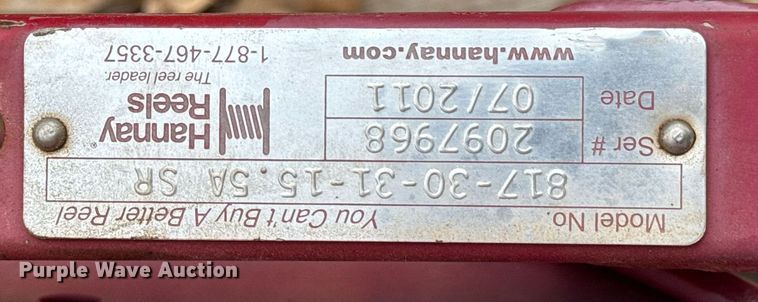 Model No. You Can't Buy A Better Reel
817-30-31-15.5A SR
Ser # 2097968
Date 07/2011
Hannay Reels®
The reel leader.
www.hannay.com 1-877-467-3357
Purple Wave Auction